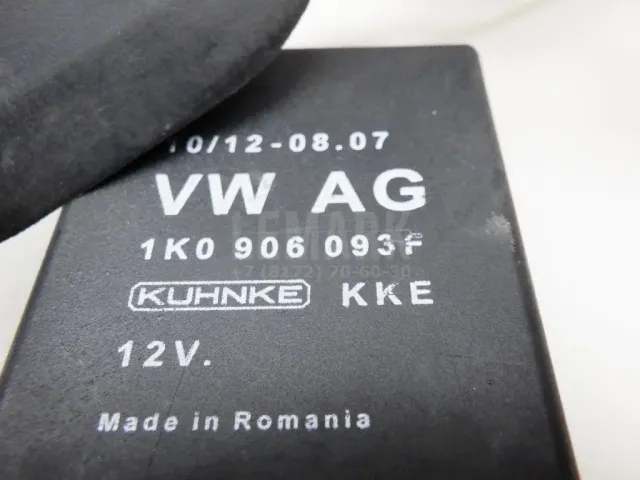 10/12-08.07
VW AG
1K0 906 093F
KUHNKE KKE
12V.
Made in Romania